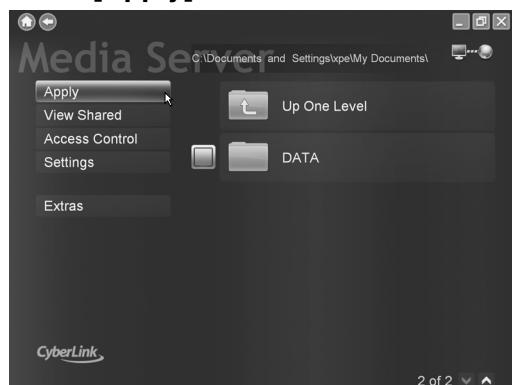 Media Server
C:\Documents and Settings\xpe\My Documents\
Apply
View Shared
Access Control
Settings
Extras
Up One Level
DATA
CyberLink
2 of 2